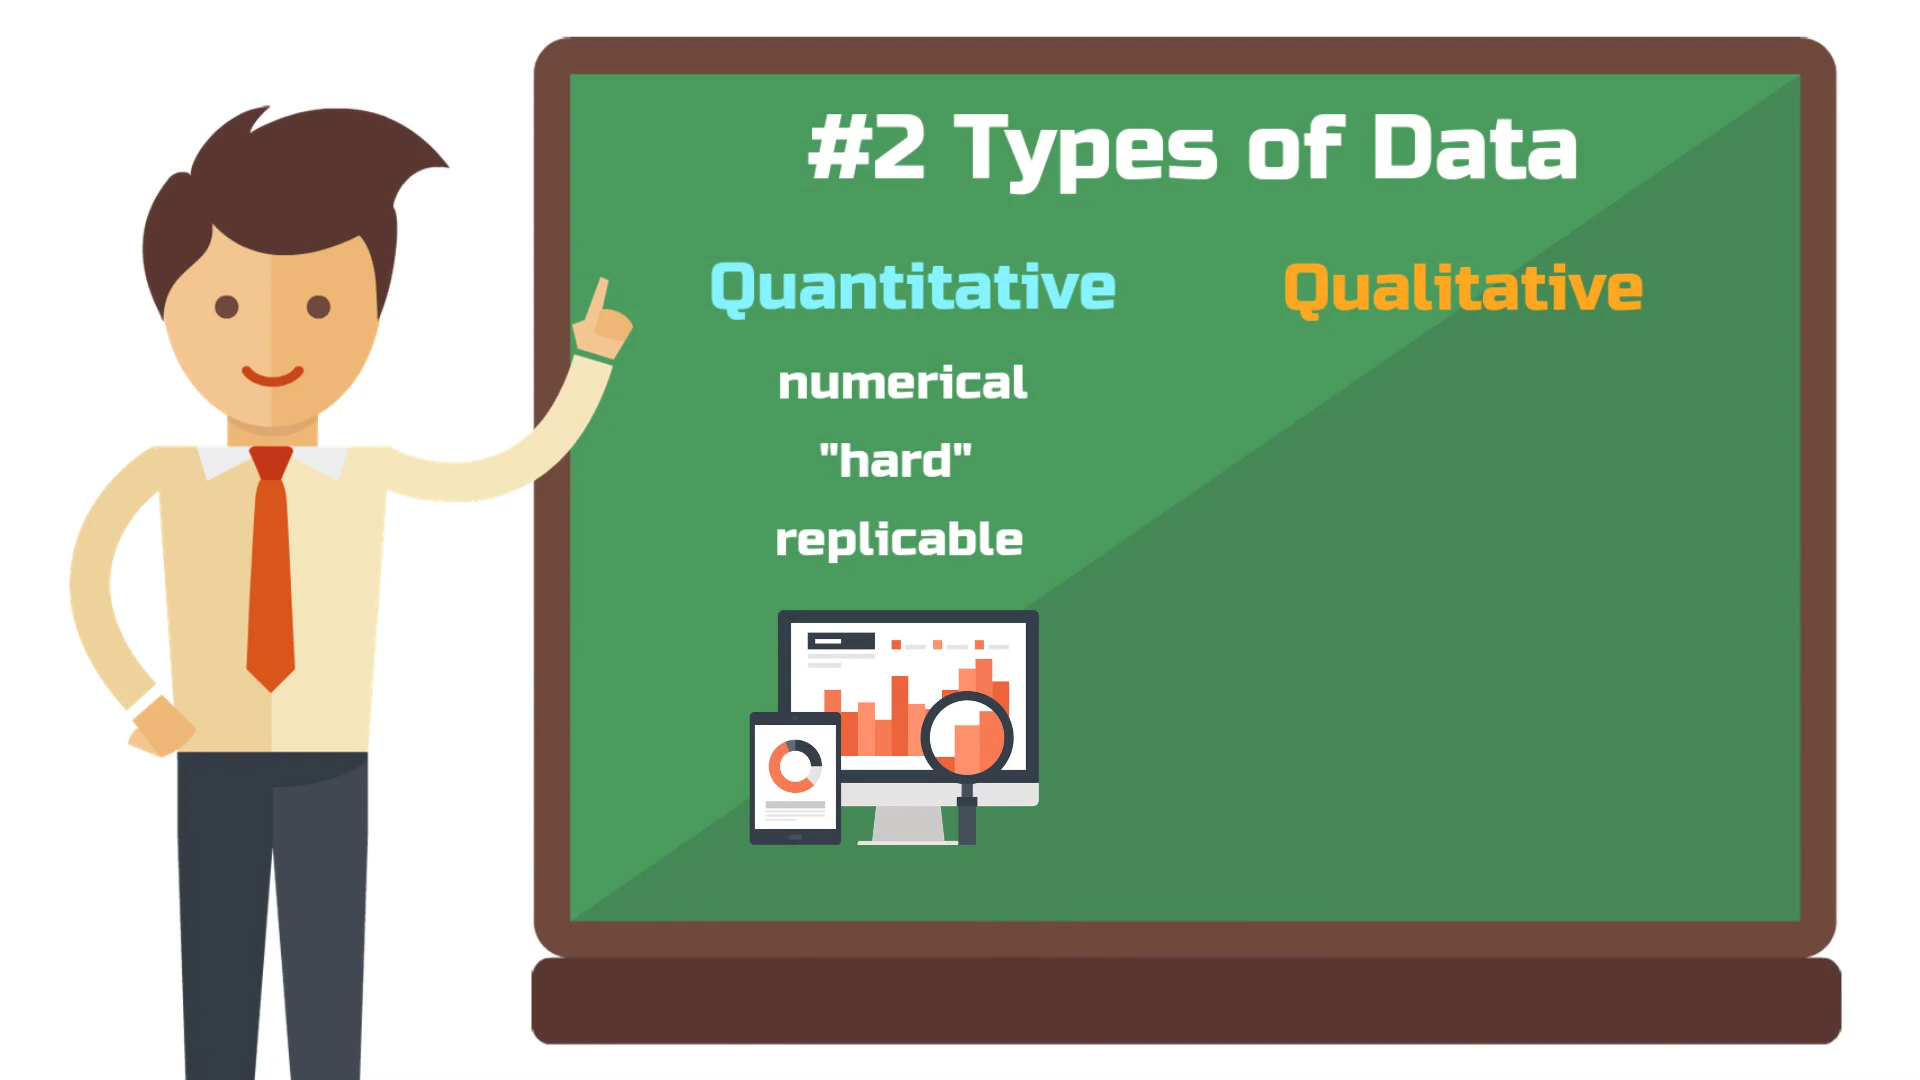 #2 Types of Data
Quantitative
numerical
"hard"
replicable
Qualitative